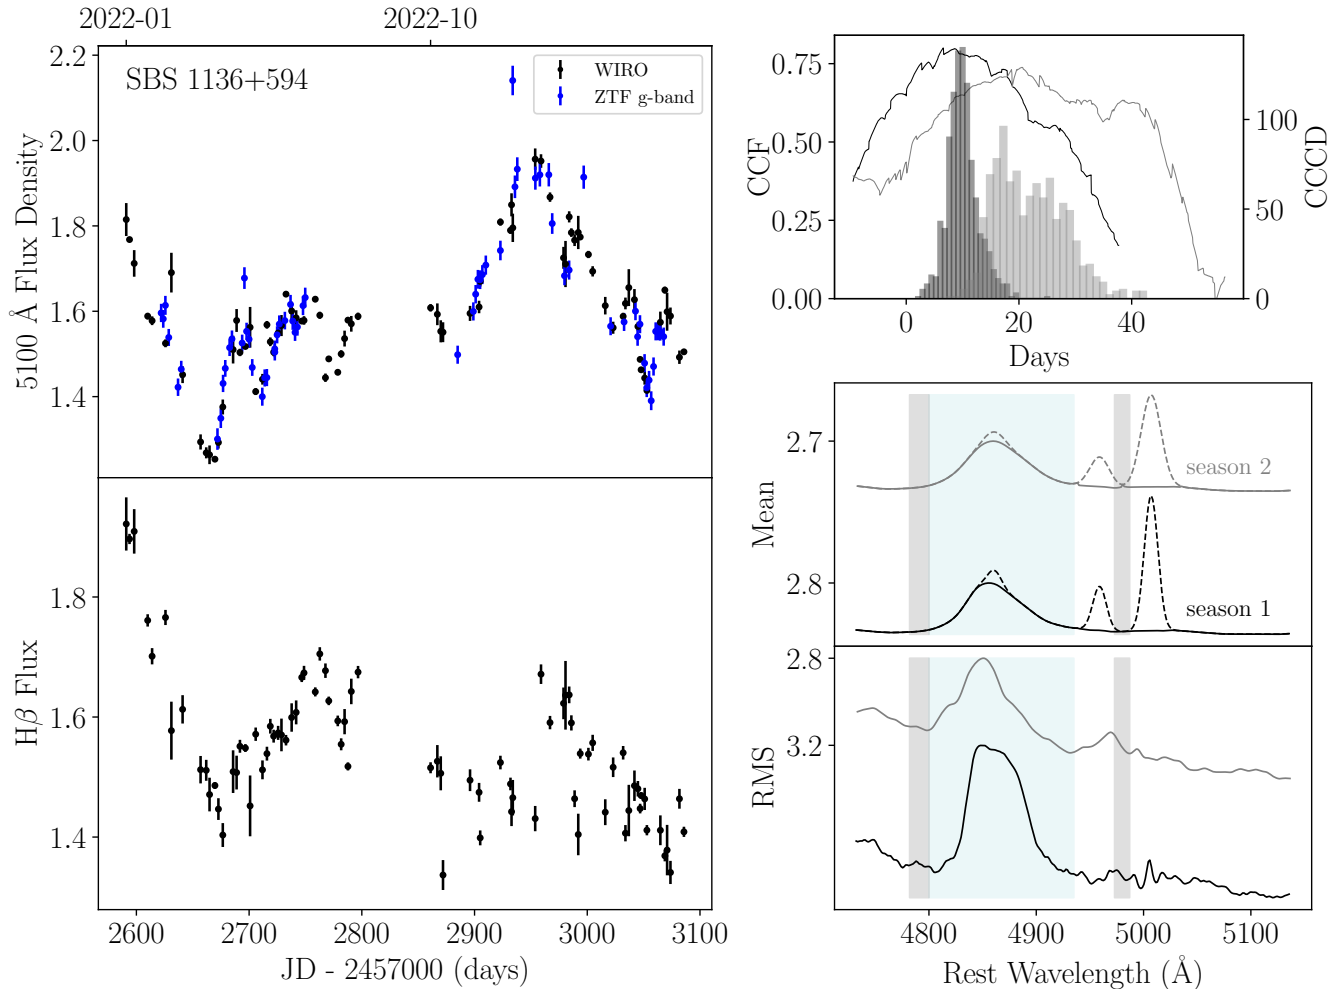 2022-01
2022-10
SBS 1136+594
WIRO
ZTF g-band
5100 Å Flux Density
2.2
2.0
1.8
1.6
1.4
Hβ Flux
1.8
1.6
1.4
2600
2700
2800
2900
3000
3100
JD - 2457000 (days)
CCF
0.75
0.50
0.25
0.00
100
50
0
CCCD
0
20
40
Days
Mean
2.7
season 2
2.8
season 1
RMS
2.8
3.2
4800
4900
5000
5100
Rest Wavelength (Å)